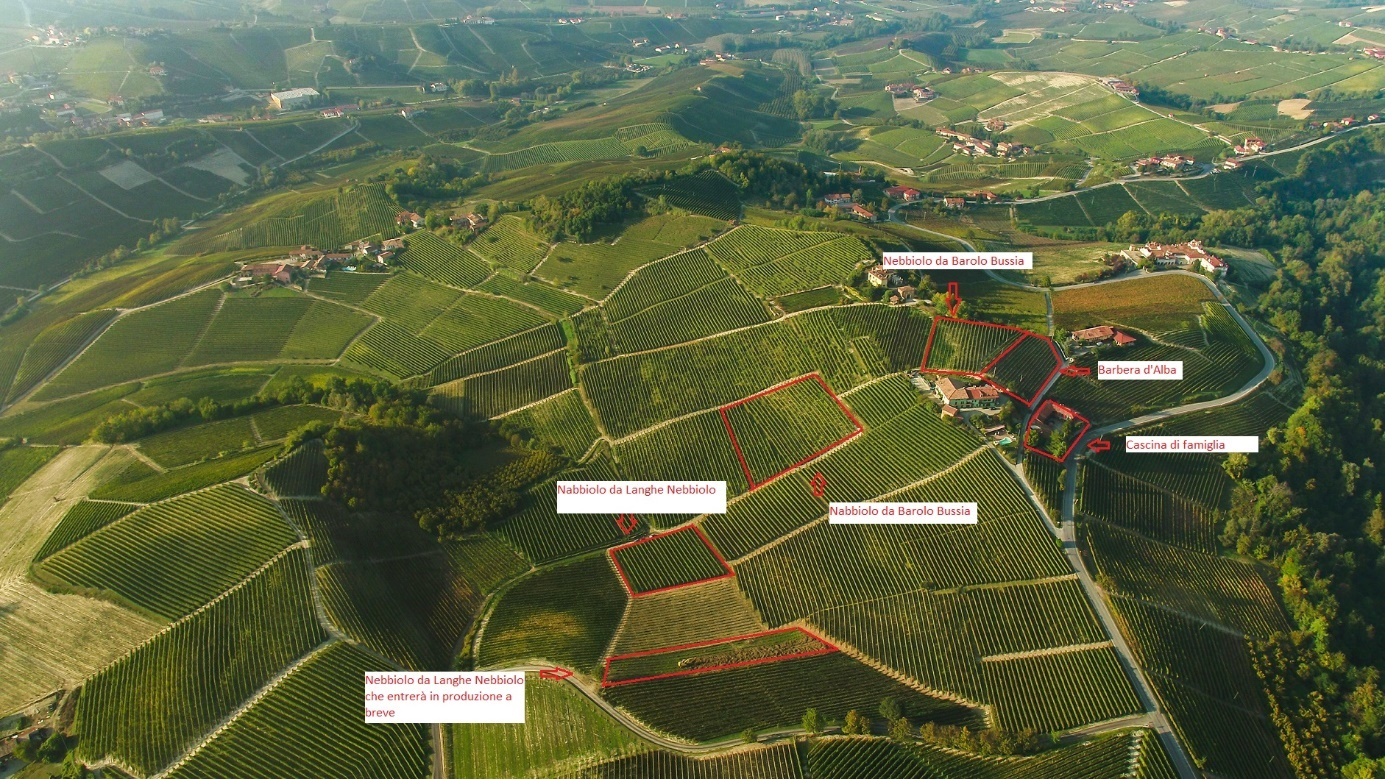 Nebbiolo da Barolo Bussia
Barbera d'Alba
Cascina di famiglia
Nabbiolo da Langhe Nebbiolo
Nabbiolo da Barolo Bussia
Nebbiolo da Langhe Nebbiolo
che entrerà in produzione a
breve